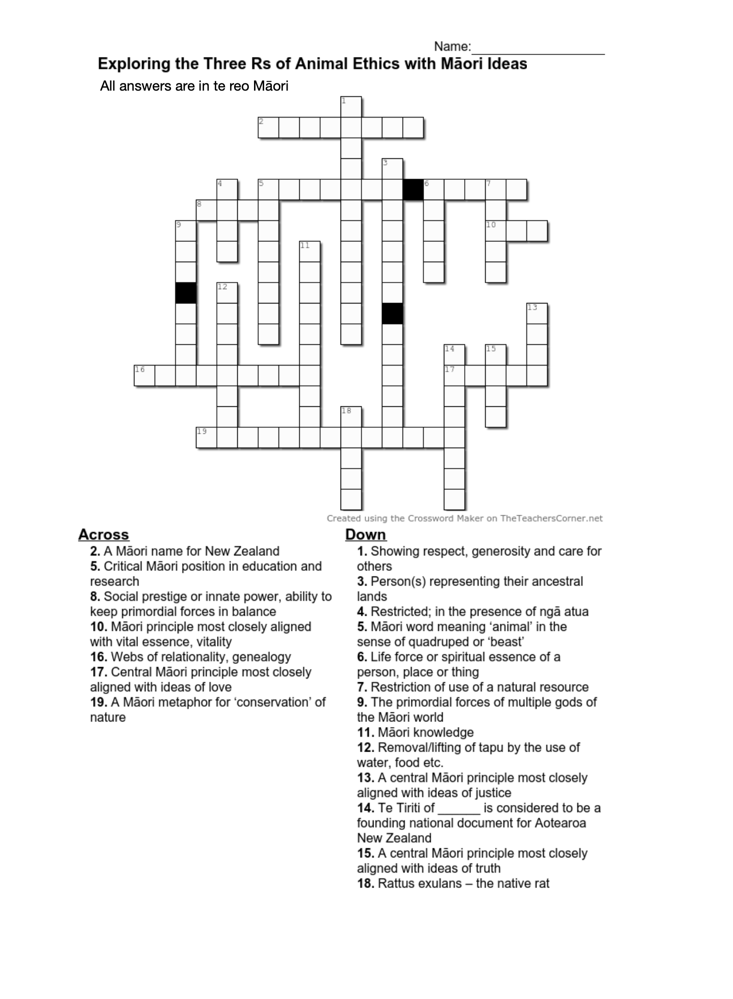 Name:____________________
Exploring the Three Rs of Animal Ethics with Māori Ideas
All answers are in te reo Māori
1
2
3
4 5 6 7
8
9 10
11
12
13
14 15
16 17
18
19
Created using the Crossword Maker on TheTeachersCorner.net
Across
2. A Māori name for New Zealand
5. Critical Māori position in education and
research
8. Social prestige or innate power, ability to
keep primordial forces in balance
10. Māori principle most closely aligned
with vital essence, vitality
16. Webs of relationality, genealogy
17. Central Māori principle most closely
aligned with ideas of love
19. A Māori metaphor for ‘conservation’ of
nature
Down
1. Showing respect, generosity and care for
others
3. Person(s) representing their ancestral
lands
4. Restricted; in the presence of ngā atua
5. Māori word meaning ‘animal’ in the
sense of quadruped or ‘beast’
6. Life force or spiritual essence of a
person, place or thing
7. Restriction of use of a natural resource
9. The primordial forces of multiple gods of
the Māori world
11. Māori knowledge
12. Removal/lifting of tapu by the use of
water, food etc.
13. A central Māori principle most closely
aligned with ideas of justice
14. Te Tiriti of ______ is considered to be a
founding national document for Aotearoa
New Zealand
15. A central Māori principle most closely
aligned with ideas of truth
18. Rattus exulans – the native rat